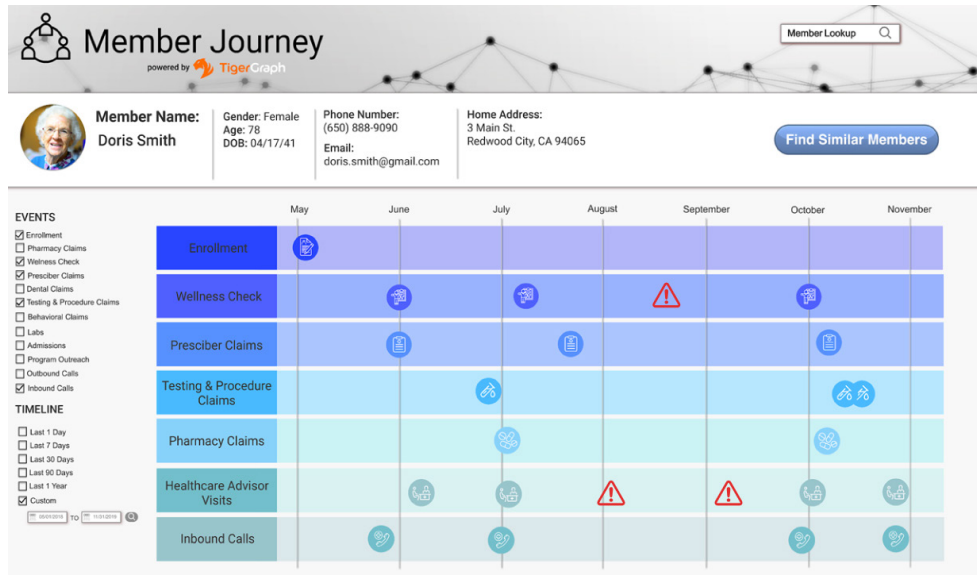 Member Journey
powered by TigerGraph
Member Lookup
Member Name:
Doris Smith
Gender: Female
Age: 78
DOB: 04/17/41
Phone Number:
(650) 888-9090
Email:
doris.smith@gmail.com
Home Address:
3 Main St.
Redwood City, CA 94065
Find Similar Members
EVENTS
Enrollment
Pharmacy Claims
Welness Check
Presciber Claims
Dental Claims
Testing & Procedure Claims
Behavioral Claims
Labs
Admissions
Program Outreach
Outbound Calls
Inbound Calls
TIMELINE
Last 1 Day
Last 7 Days
Last 30 Days
Last 90 Days
Last 1 Year
Custom
TO
May June July August September October November
Enrollment
Wellness Check
Presciber Claims
Testing & Procedure
Claims
Pharmacy Claims
Healthcare Advisor
Visits
Inbound Calls